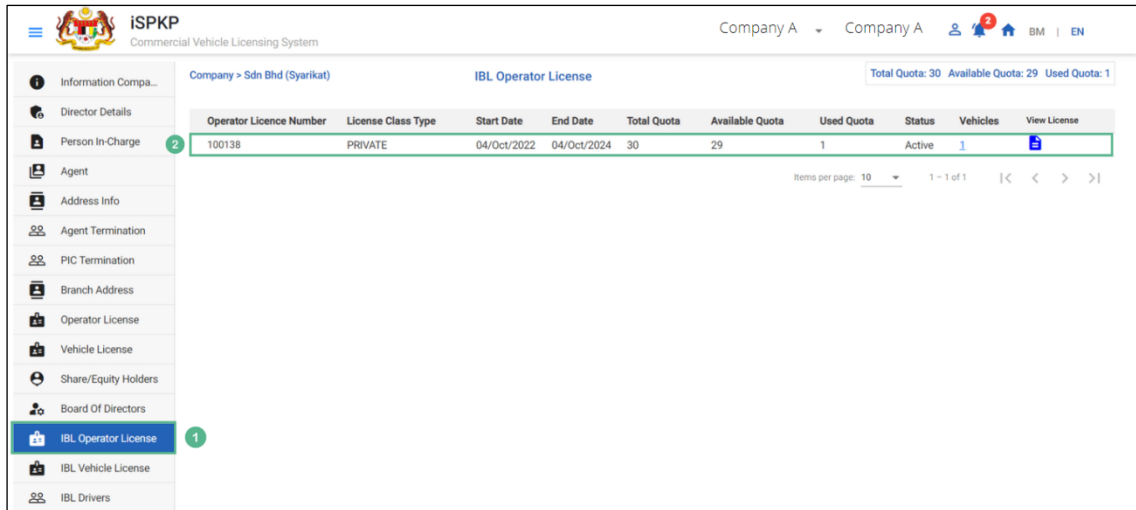 iSPKP
Commercial Vehicle Licensing System
Company A Company A 2 BM | EN
Information Compa...
Director Details
Person In-Charge
Agent
Address Info
Agent Termination
PIC Termination
Branch Address
Operator License
Vehicle License
Share/Equity Holders
Board Of Directors
IBL Operator License
IBL Vehicle License
IBL Drivers
1
Company > Sdn Bhd (Syarikat) IBL Operator License Total Quota: 30 Available Quota: 29 Used Quota: 1
Operator Licence Number License Class Type Start Date End Date Total Quota Available Quota Used Quota Status Vehicles View License
2 100138 PRIVATE 04/Oct/2022 04/Oct/2024 30 29 1 Active 1
Items per page: 10 1 – 1 of 1 |< < > >|